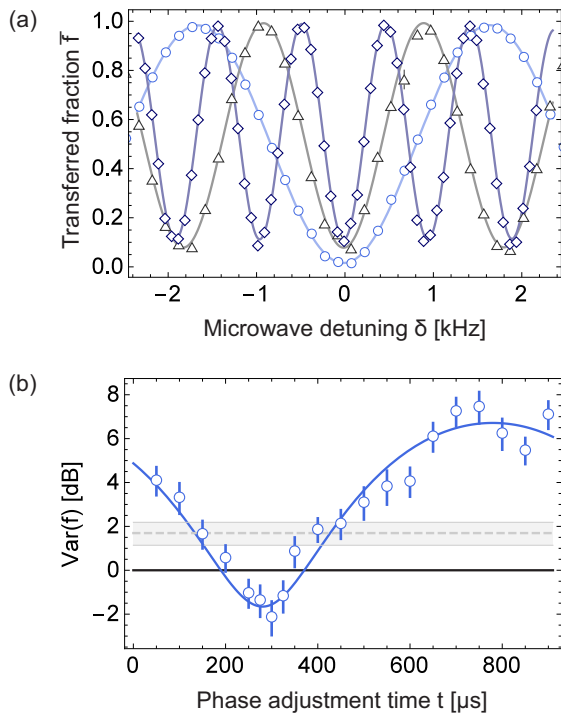 (a)
Transferred fraction f̅
1.0
0.8
0.6
0.4
0.2
0.0
−2 −1 0 1 2
Microwave detuning δ [kHz]
(b)
Var(f) [dB]
8
6
4
2
0
−2
0 200 400 600 800
Phase adjustment time t [μs]